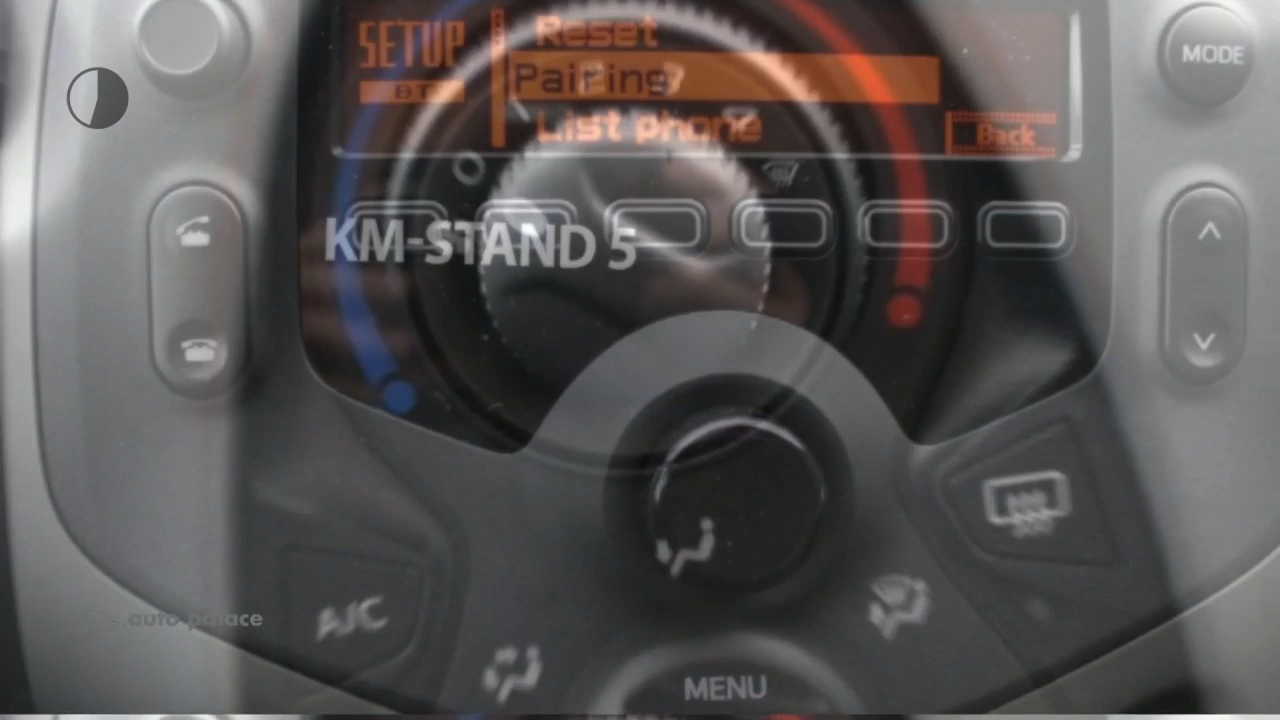 SETUP
BT
Reset
Pairing
List phone
Back
MODE
KM-STAND 5
auto palace
A/C
MENU